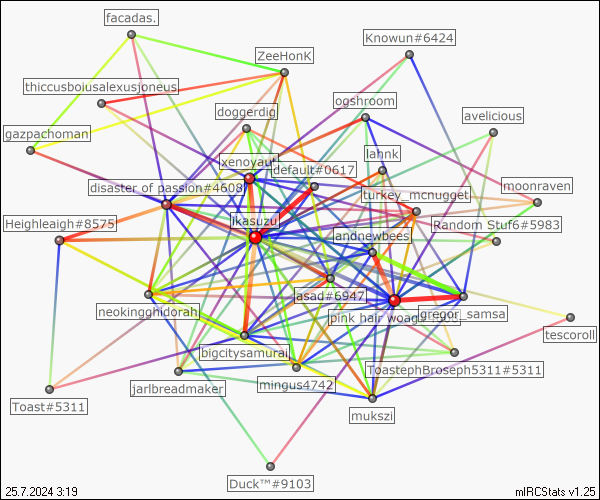 facadas.
Knowun#6424
ZeeHonK
thiccusboiusalexusjoneus
ogshroom
doggerdig
avelicious
gazpachoman
lahnk
xenoyaut
default#0617
disaster of passion#4608
turkey_mcnugget
moonraven
ikasuzu
Heighleaigh#8575
Random Stuf6#5983
andnewbees
asad#6947
neokingghidorah
pink hair woag
gregor_samsa
tescoroll
bigcitysamurai
ToastephBroseph5311#5311
mingus4742
jarlbreadmaker
Toast#5311
mukszi
Duck™#9103
25.7.2024 3:19
mIRCStats v1.25